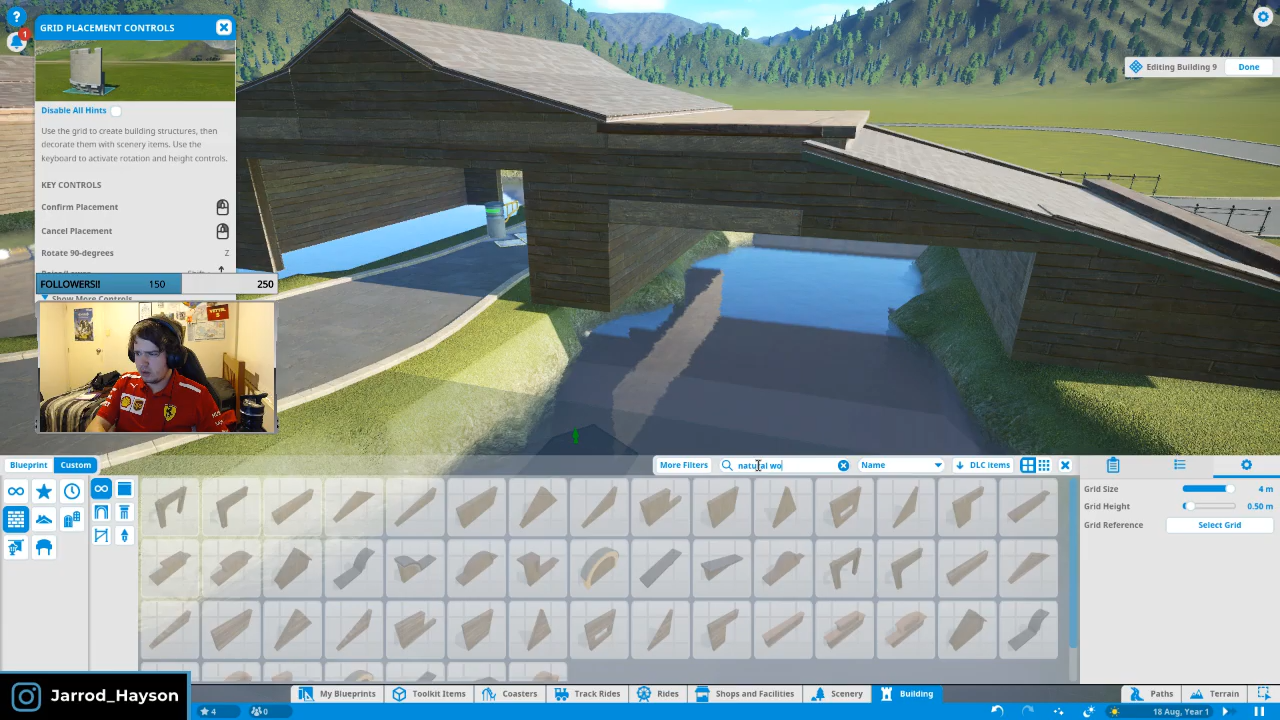 ?
GRID PLACEMENT CONTROLS
1
Editing Building 9
Done
Disable All Hints
Use the grid to create building structures, then
decorate them with scenery items. Use the
keyboard to activate rotation and height controls.
KEY CONTROLS
Confirm Placement
Cancel Placement
Rotate 90-degrees
Z
FOLLOWERS!!
150
250
Show More Controls
Blueprint
Custom
More Filters
natural wo
Name
DLC items
Grid Size
4 m
Grid Height
0.50 m
Grid Reference
Select Grid
Jarrod_Hayson
My Blueprints
Toolkit Items
Coasters
Track Rides
Rides
Shops and Facilities
Scenery
Building
Paths
Terrain
4
0
18 Aug, Year 1